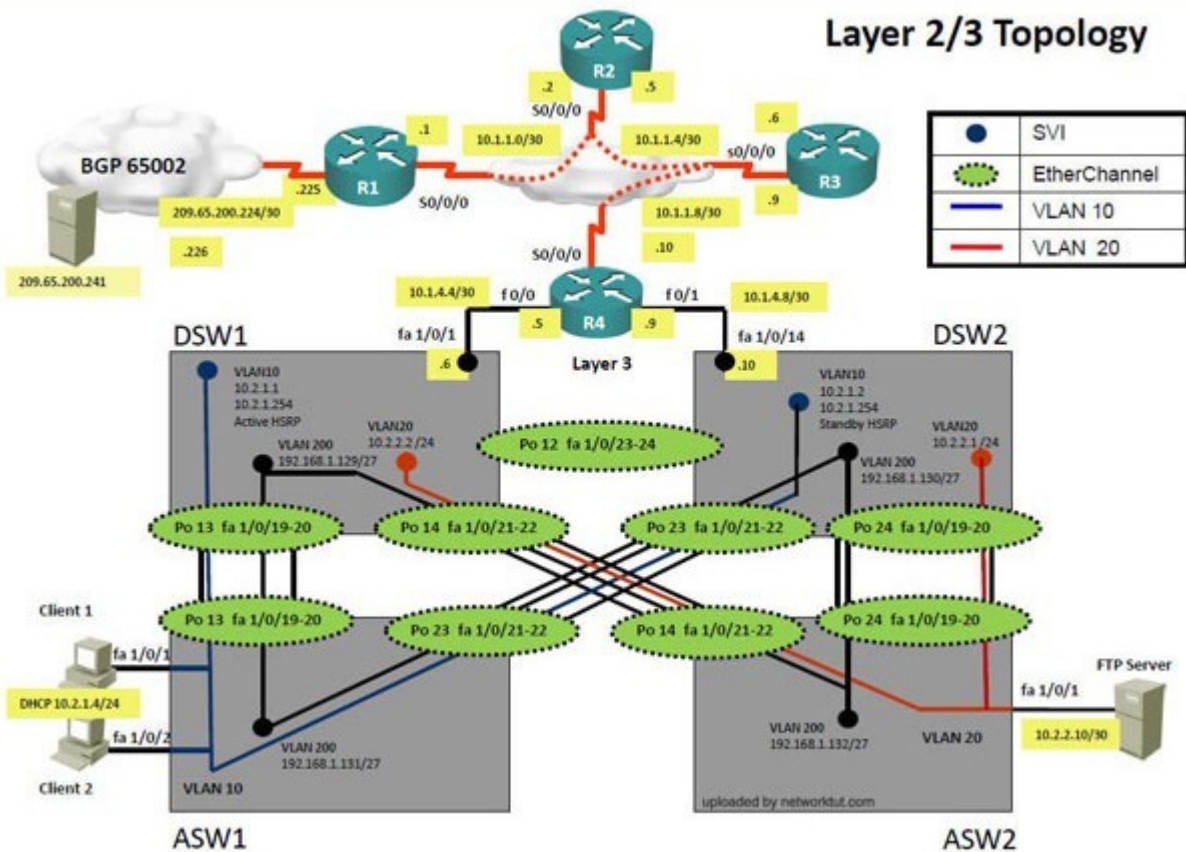 Layer 2/3 Topology
R2
.2
.5
S0/0/0
10.1.1.0/30
10.1.1.4/30
.1
.6
BGP 65002
R1
s0/0/0
R3
.225
S0/0/0
.9
209.65.200.224/30
10.1.1.8/30
.226
.10
209.65.200.241
S0/0/0
SVI
EtherChannel
VLAN 10
VLAN 20
10.1.4.4/30
f 0/0
f 0/1
10.1.4.8/30
R4
.5
.9
DSW1
fa 1/0/1
Layer 3
fa 1/0/14
DSW2
.6
.10
VLAN10
10.2.1.1
10.2.1.254
Active HSRP
VLAN 200
192.168.1.129/27
VLAN20
10.2.2.2 /24
Po 12 fa 1/0/23-24
VLAN10
10.2.1.2
10.2.1.254
Standby HSRP
VLAN20
10.2.2.1 /24
VLAN 200
192.168.1.130/27
Po 13 fa 1/0/19-20
Po 14 fa 1/0/21-22
Po 23 fa 1/0/21-22
Po 24 fa 1/0/19-20
Po 13 fa 1/0/19-20
Po 23 fa 1/0/21-22
Po 14 fa 1/0/21-22
Po 24 fa 1/0/19-20
Client 1
fa 1/0/1
DHCP 10.2.1.4/24
fa 1/0/2
Client 2
VLAN 200
192.168.1.131/27
VLAN 10
VLAN 200
192.168.1.132/27
VLAN 20
FTP Server
fa 1/0/1
10.2.2.10/30
uploaded by networktut.com
ASW1
ASW2